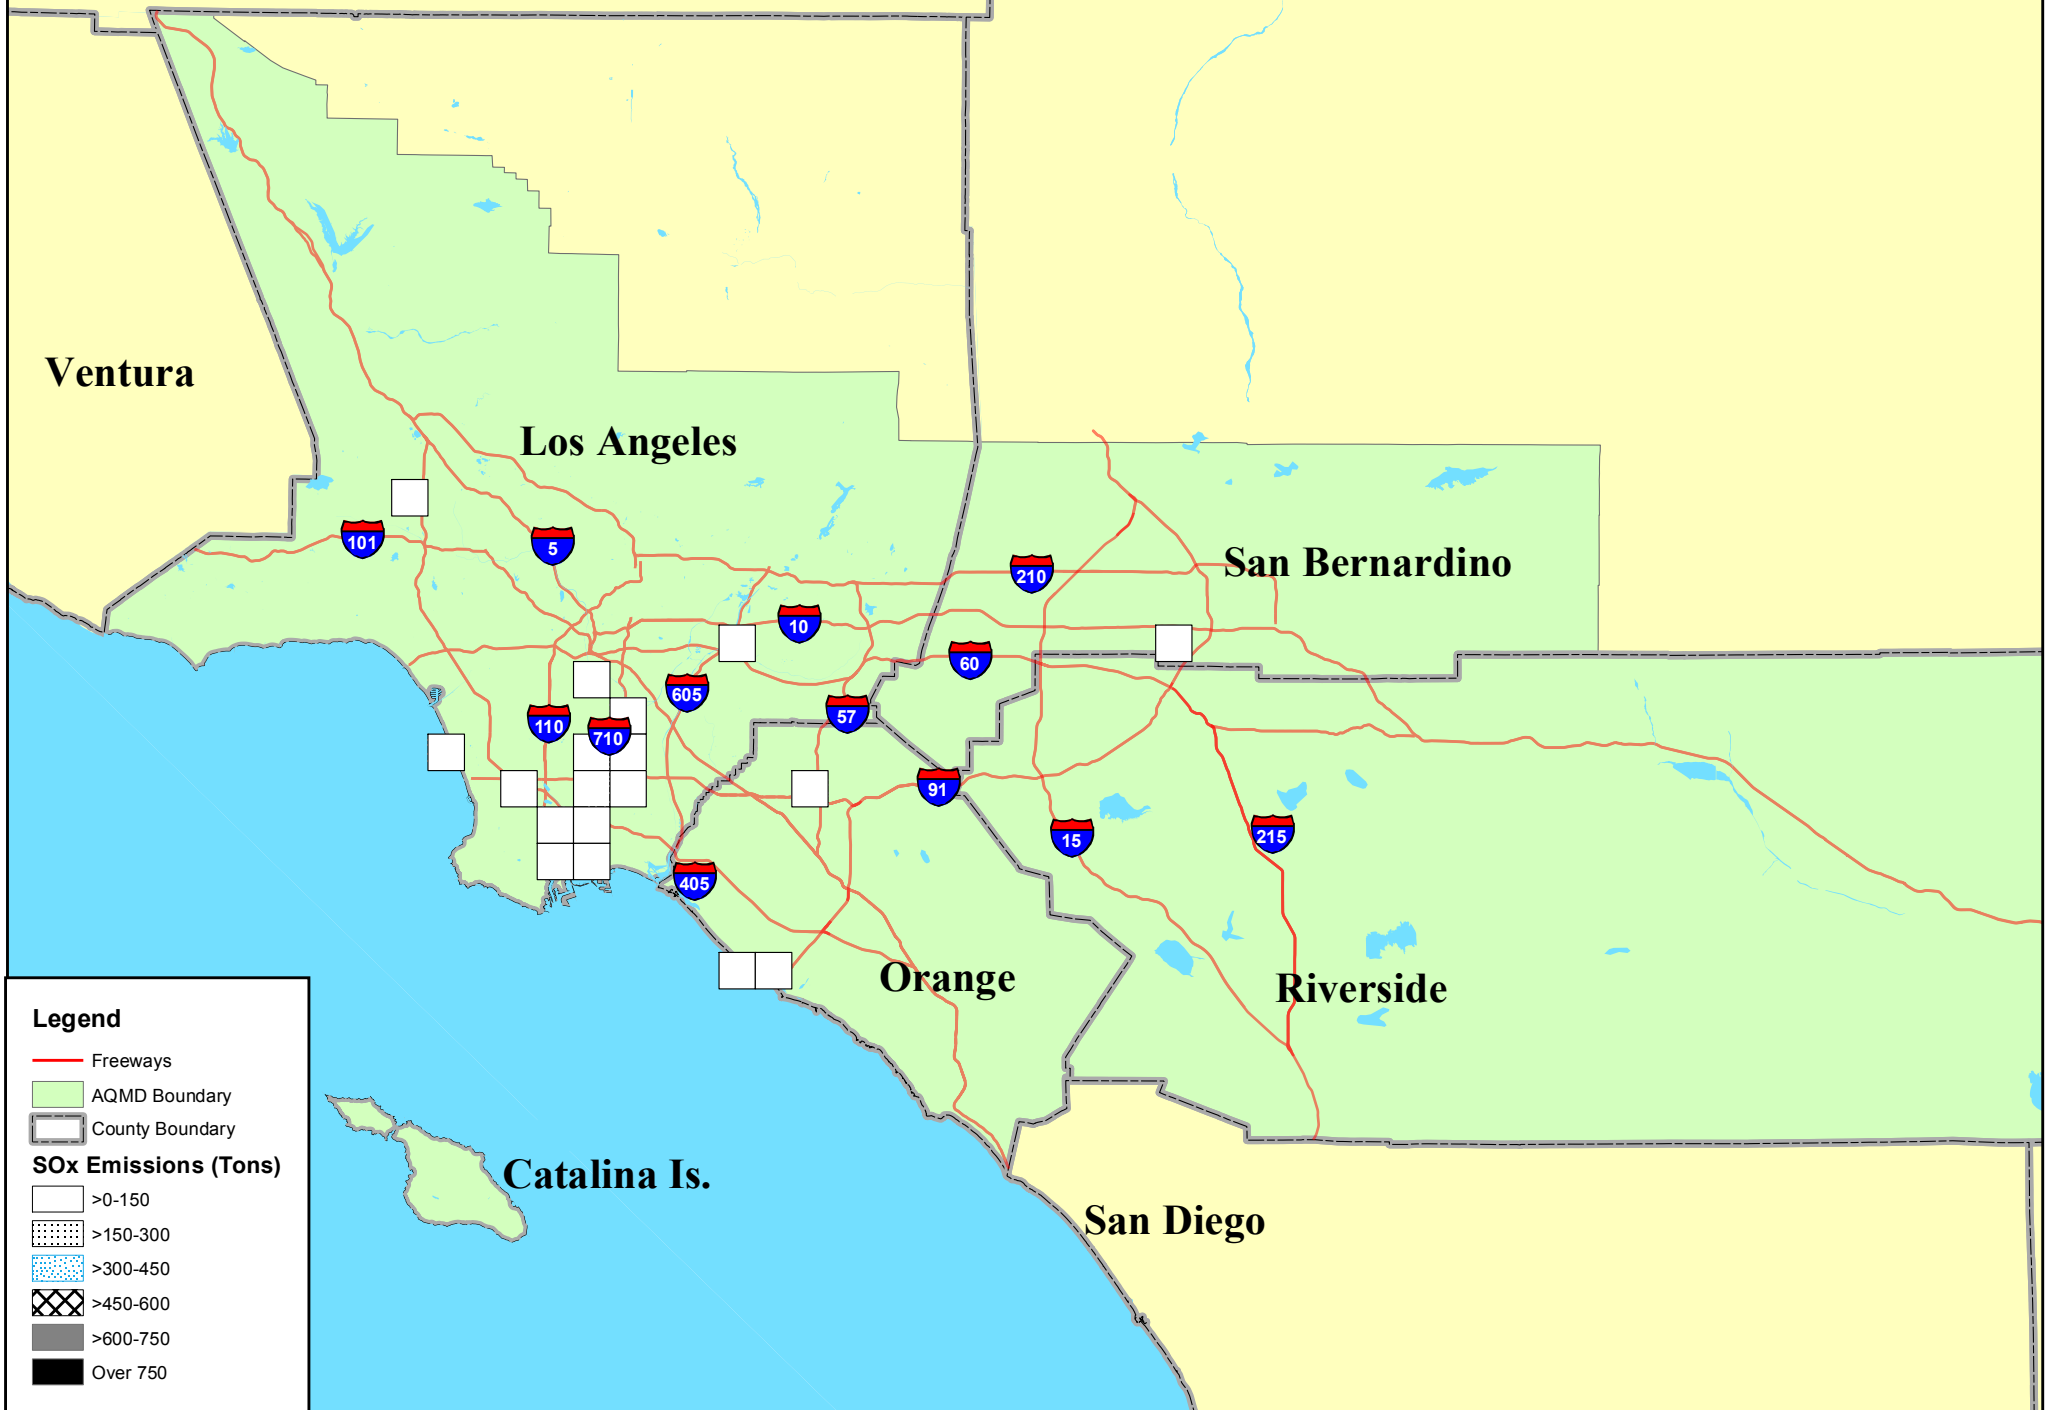 Ventura
Los Angeles
101
5
210
San Bernardino
10
60
605
57
110
710
91
15
215
405
Orange
Riverside
Catalina Is.
San Diego
Legend
Freeways
AQMD Boundary
County Boundary
SOx Emissions (Tons)
>0-150
>150-300
>300-450
>450-600
>600-750
Over 750